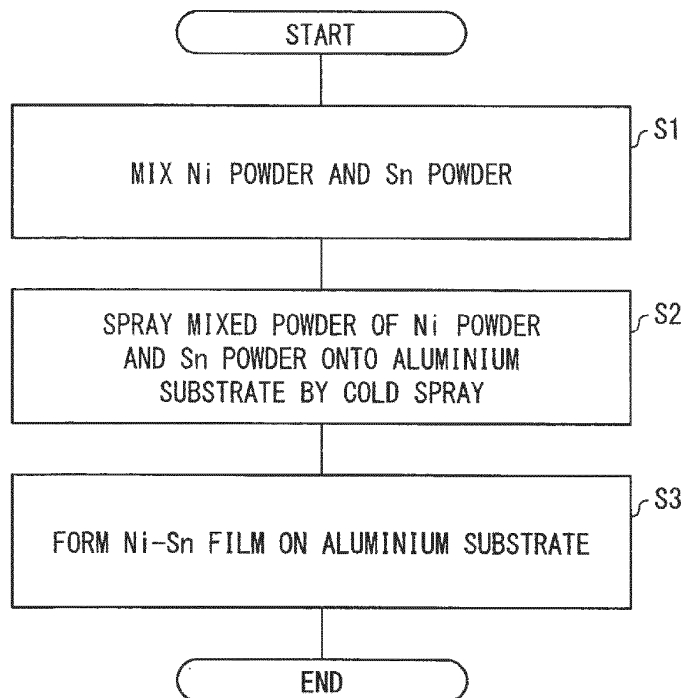 START
S1
MIX Ni POWDER AND Sn POWDER
S2
SPRAY MIXED POWDER OF Ni POWDER
AND Sn POWDER ONTO ALUMINIUM
SUBSTRATE BY COLD SPRAY
S3
FORM Ni-Sn FILM ON ALUMINIUM SUBSTRATE
END